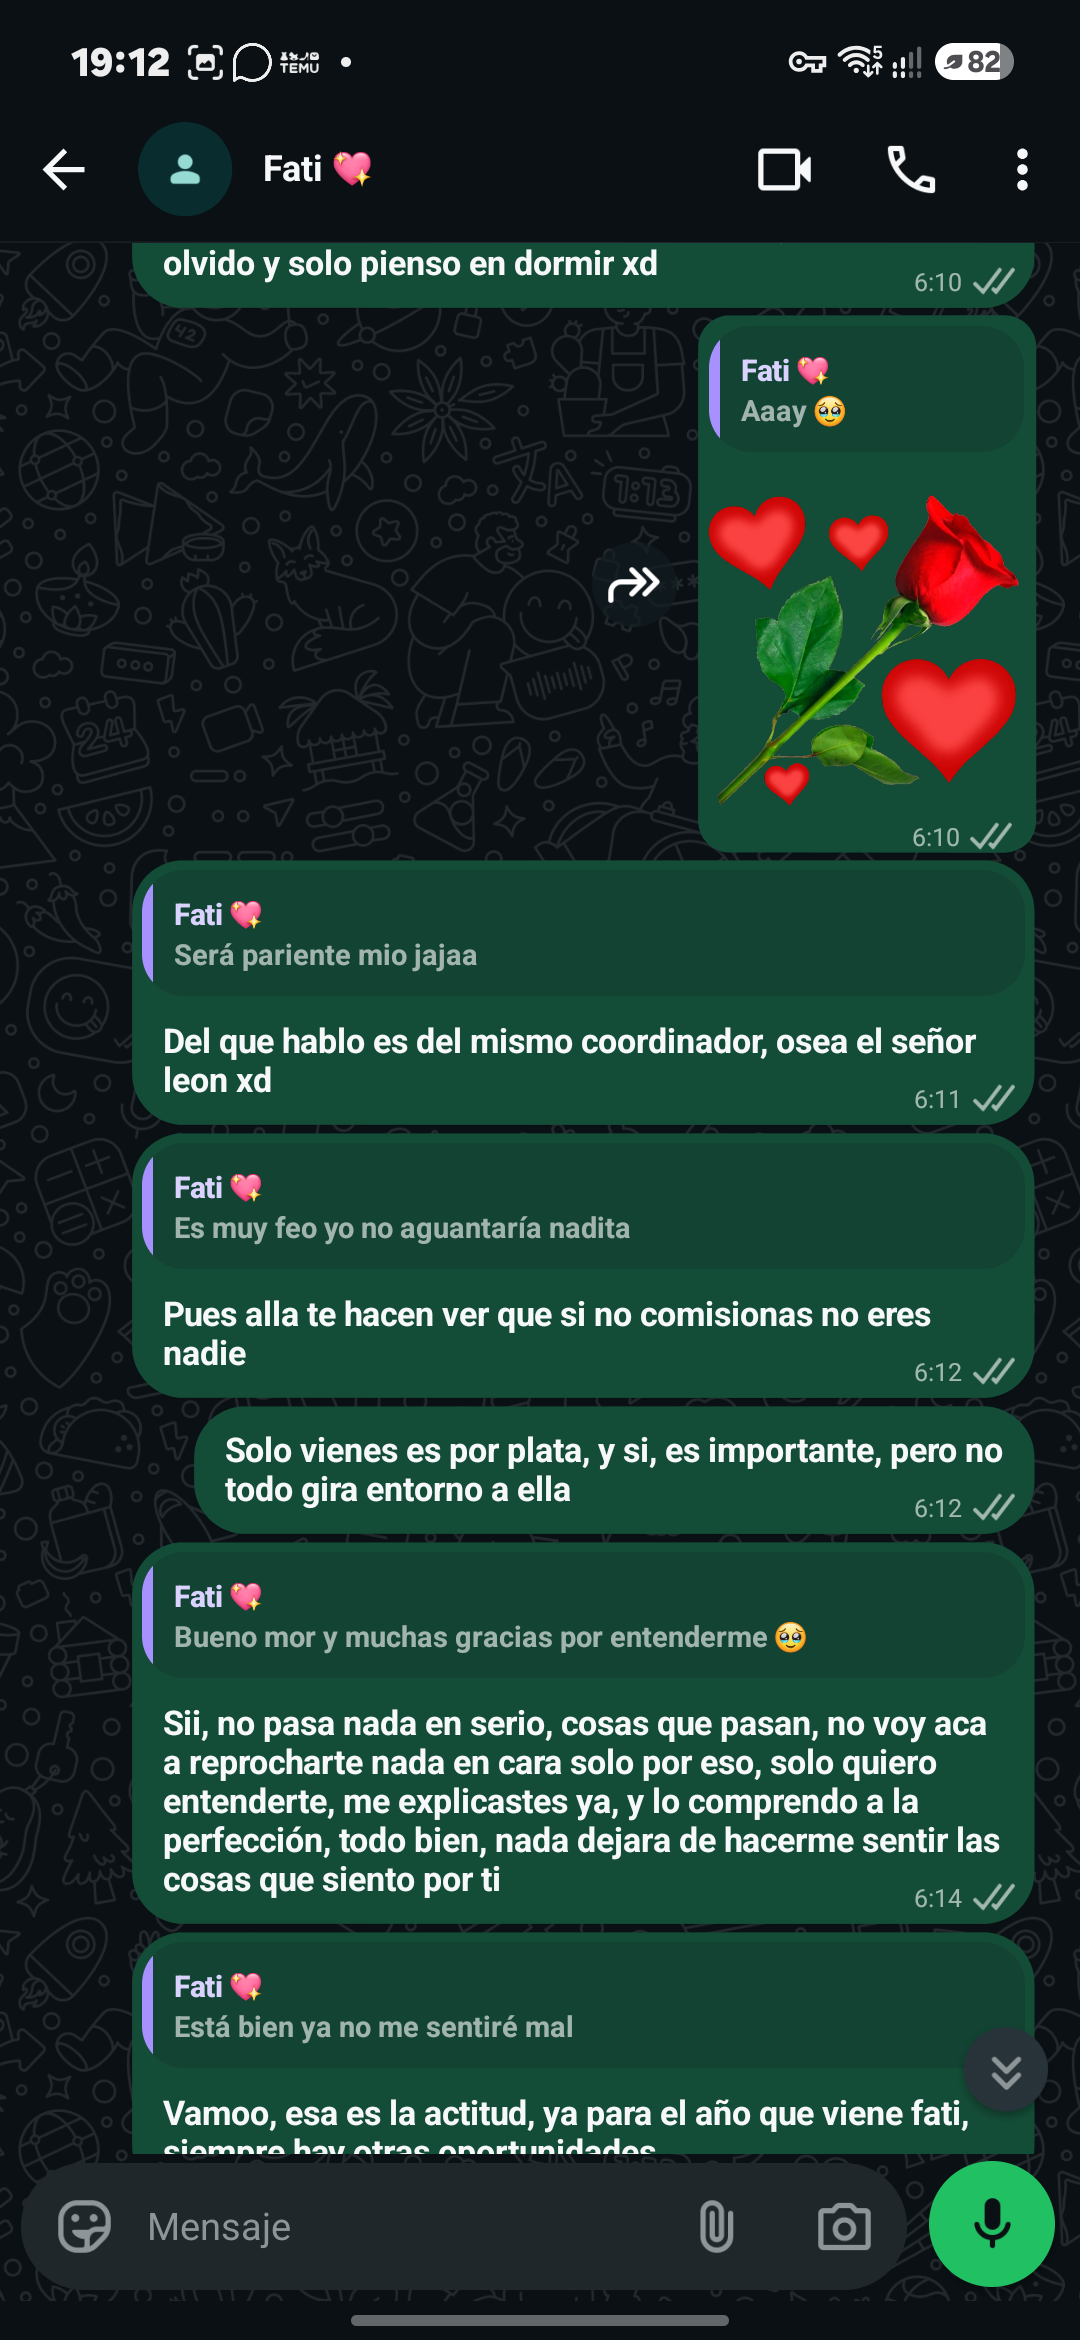 19:12
TEMU
5
82
Fati 💖
olvido y solo pienso en dormir xd
6:10
Fati 💖
Aaay 🥹
6:10
Fati 💖
Será pariente mio jajaa
Del que hablo es del mismo coordinador, osea el señor
leon xd
6:11
Fati 💖
Es muy feo yo no aguantaría nadita
Pues alla te hacen ver que si no comisionas no eres
nadie
6:12
Solo vienes es por plata, y si, es importante, pero no
todo gira entorno a ella
6:12
Fati 💖
Bueno mor y muchas gracias por entenderme 🥹
Sii, no pasa nada en serio, cosas que pasan, no voy aca
a reprocharte nada en cara solo por eso, solo quiero
entenderte, me explicastes ya, y lo comprendo a la
perfección, todo bien, nada dejara de hacerme sentir las
cosas que siento por ti
6:14
Fati 💖
Está bien ya no me sentiré mal
Vamoo, esa es la actitud, ya para el año que viene fati,
siempre hay otras oportunidades
Mensaje